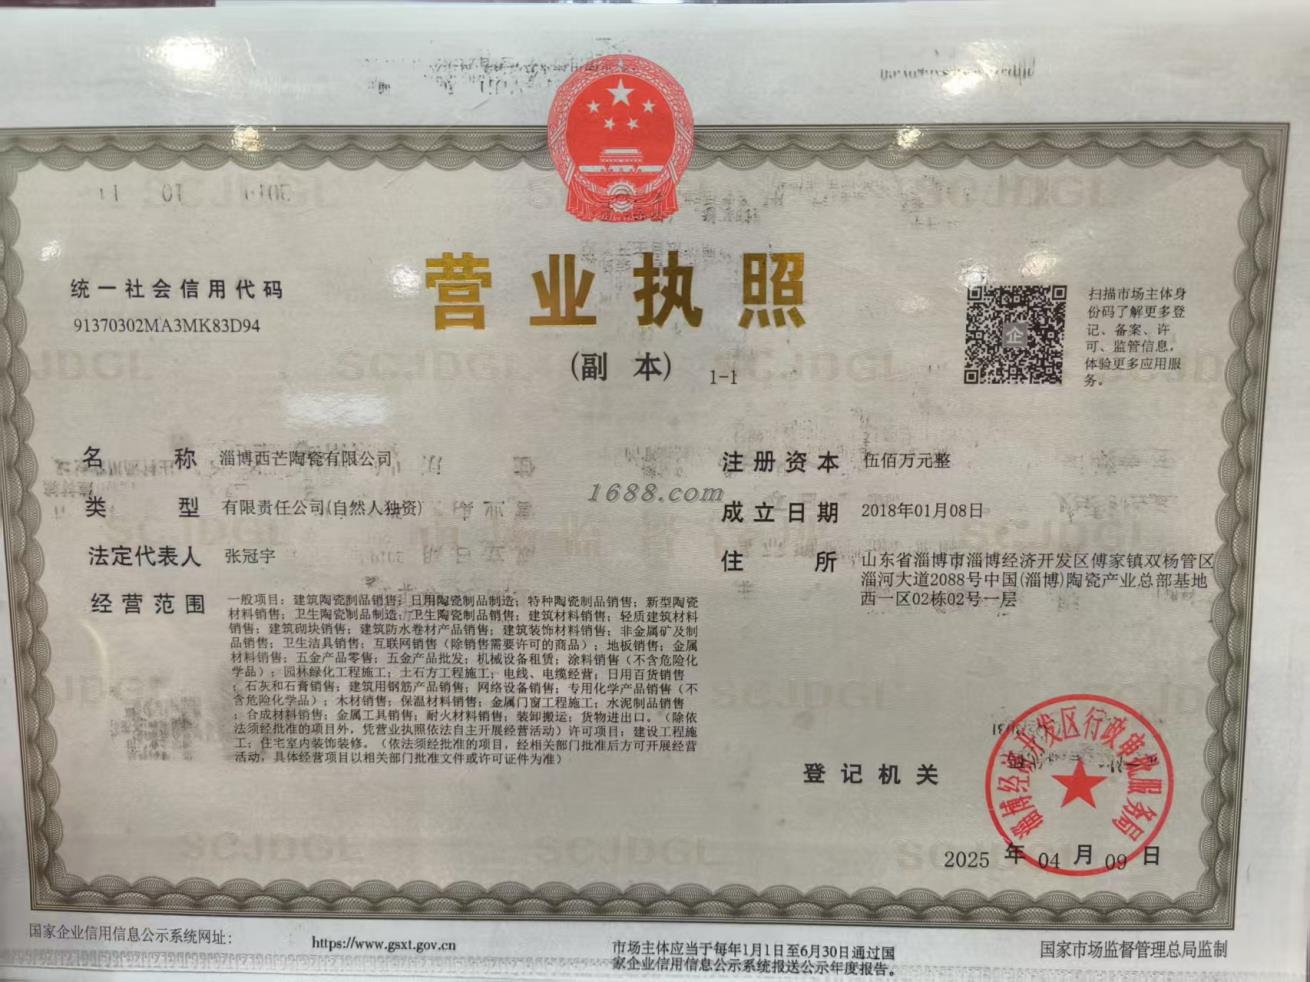 营业执照
(副 本) 1-1
统一社会信用代码
91370302MA3MK83D94
扫描市场主体身
份码了解更多登
记、备案、许
可、监管信息,
体验更多应用服
务。
企
名 称 淄博西芒陶瓷有限公司
类 型 有限责任公司(自然人独资)
法定代表人 张冠宇
经营范围 一般项目:建筑陶瓷制品销售;日用陶瓷制品制造;特种陶瓷制品销售;新型陶瓷
材料销售;卫生陶瓷制品制造;卫生陶瓷制品销售;建筑材料销售;轻质建筑材料
销售;建筑砌块销售;建筑防水卷材产品销售;建筑装饰材料销售;非金属矿及制
品销售;卫生洁具销售;互联网销售(除销售需要许可的商品);地板销售;金属
材料销售;五金产品零售;五金产品批发;机械设备租赁;涂料销售(不含危险化
学品);园林绿化工程施工;土石方工程施工;电线、电缆经营;日用百货销售
;石灰和石膏销售;建筑用钢筋产品销售;网络设备销售;专用化学产品销售(不
含危险化学品);木材销售;保温材料销售;金属门窗工程施工;水泥制品销售
;合成材料销售;金属工具销售;耐火材料销售;装卸搬运;货物进出口。(除依
法须经批准的项目外,凭营业执照依法自主开展经营活动)许可项目:建设工程施
工;住宅室内装饰装修。(依法须经批准的项目,经相关部门批准后方可开展经营
活动,具体经营项目以相关部门批准文件或许可证件为准)
注册资本 伍佰万元整
成立日期 2018年01月08日
住 所 山东省淄博市淄博经济开发区傅家镇双杨管区
淄河大道2088号中国(淄博)陶瓷产业总部基地
西一区02栋02号一层
1688.com
登记机关
淄博经济开发区行政审批服务局
2025 年 04 月 09 日
国家企业信用信息公示系统网址: https://www.gsxt.gov.cn
市场主体应当于每年1月1日至6月30日通过国
家企业信用信息公示系统报送公示年度报告。
国家市场监督管理总局监制